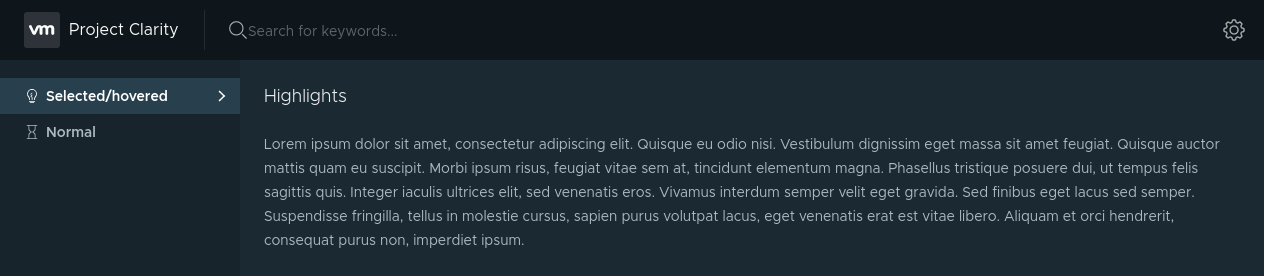 vm Project Clarity Search for keywords...
Selected/hovered
Normal
Highlights
Lorem ipsum dolor sit amet, consectetur adipiscing elit. Quisque eu odio nisi. Vestibulum dignissim eget massa sit amet feugiat. Quisque auctor
mattis quam eu suscipit. Morbi ipsum risus, feugiat vitae sem at, tincidunt elementum magna. Phasellus tristique posuere dui, ut tempus felis
sagittis quis. Integer iaculis ultrices elit, sed venenatis eros. Vivamus interdum semper velit eget gravida. Sed finibus eget lacus sed semper.
Suspendisse fringilla, tellus in molestie cursus, sapien purus volutpat lacus, eget venenatis erat est vitae libero. Aliquam et orci hendrerit,
consequat purus non, imperdiet ipsum.